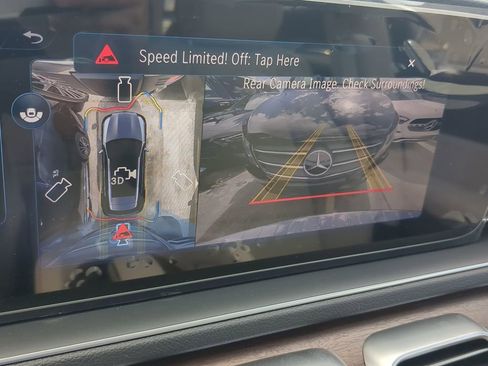 Speed Limited! Off: Tap Here
x
Rear Camera Image. Check Surroundings!
3D